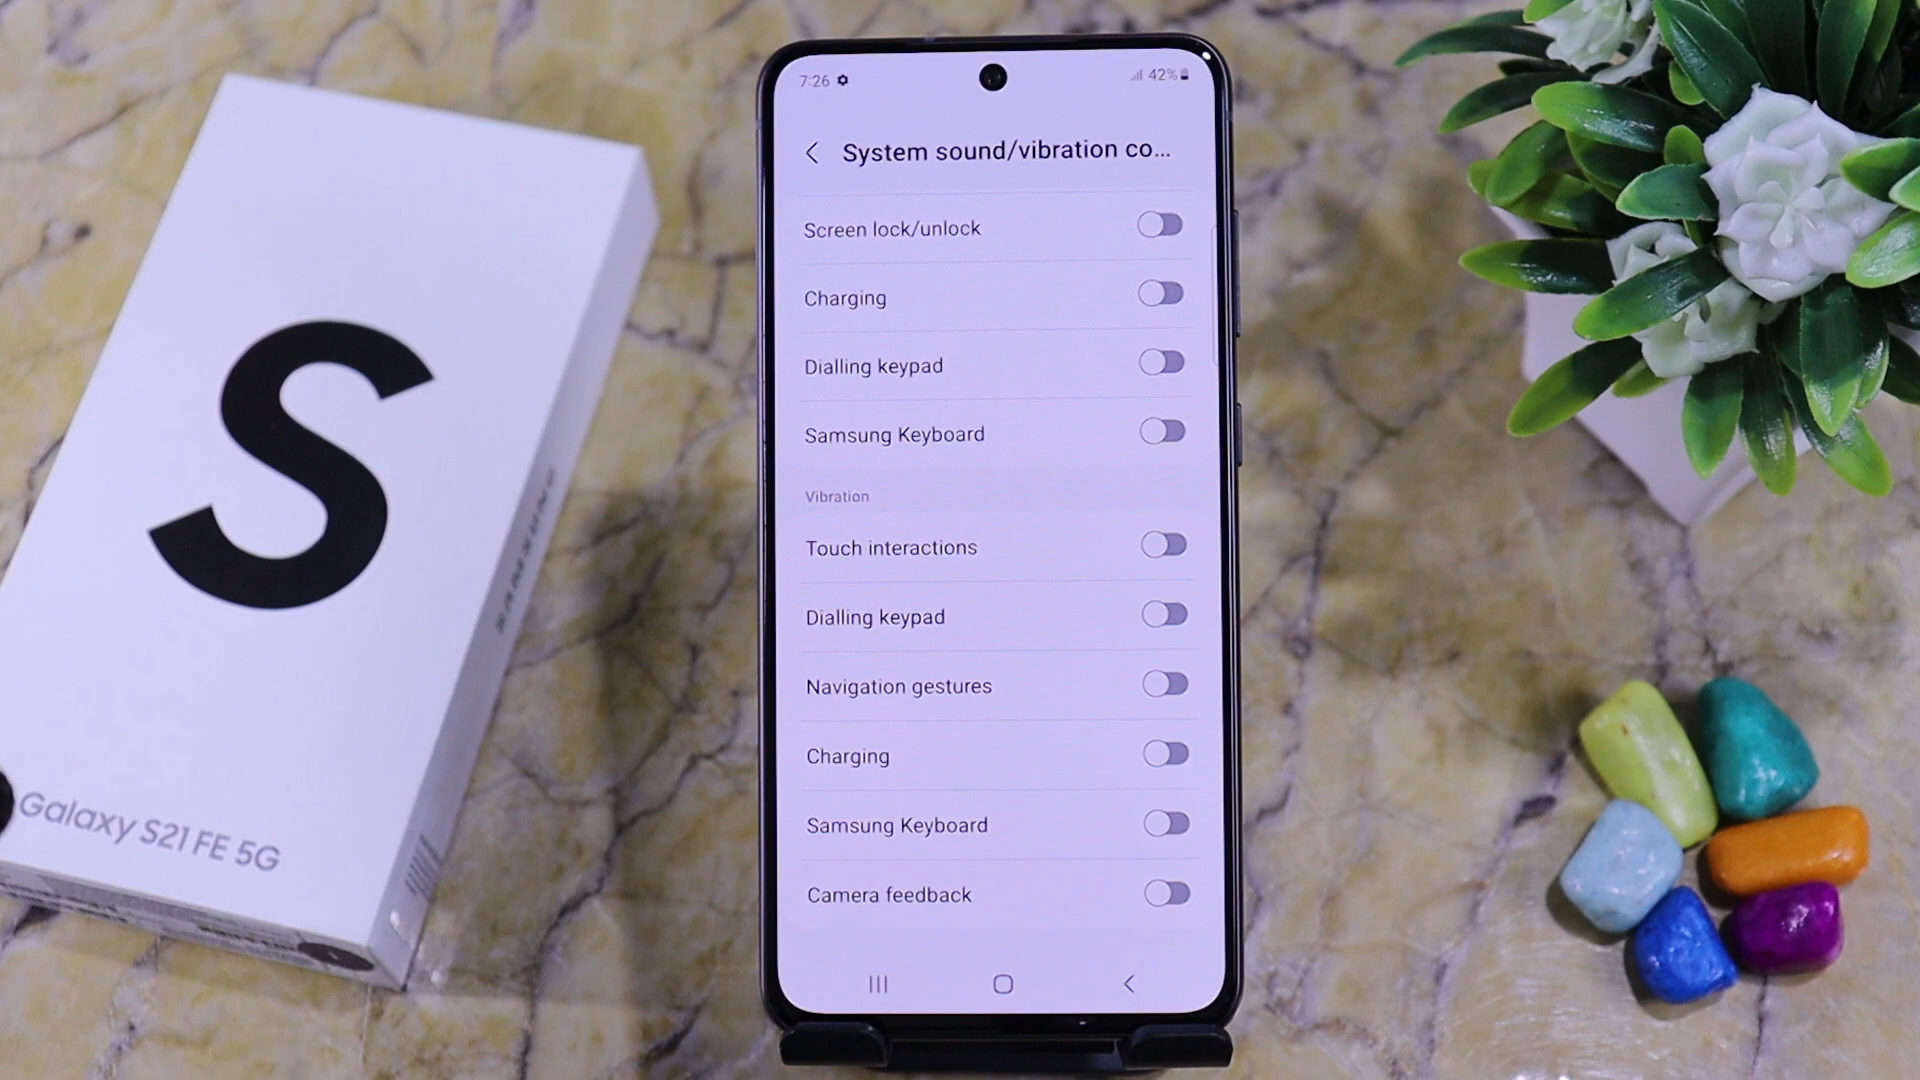 S
SAMSUNG
Galaxy S21 FE 5G
7:26
42%
System sound/vibration co...
Screen lock/unlock
Charging
Dialling keypad
Samsung Keyboard
Vibration
Touch interactions
Dialling keypad
Navigation gestures
Charging
Samsung Keyboard
Camera feedback